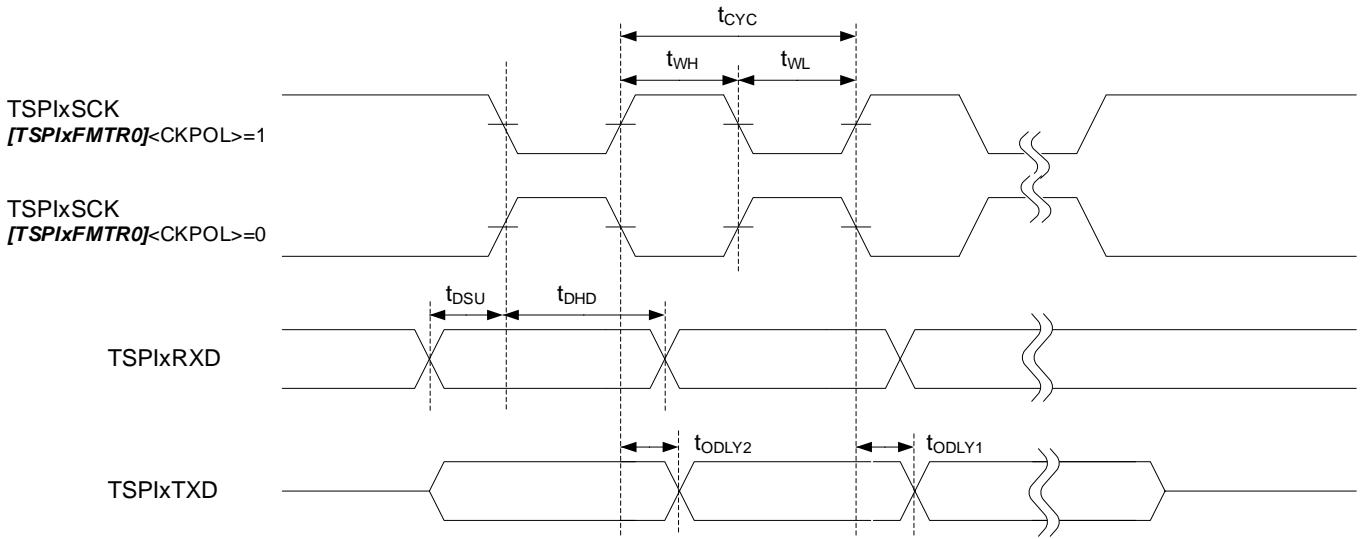 tCYC
tWH
tWL
TSPIxSCK
[TSPIxFMTR0]<CKPOL>=1
TSPIxSCK
[TSPIxFMTR0]<CKPOL>=0
tDSU
tDHD
TSPIxRXD
tODLY2
tODLY1
TSPIxTXD